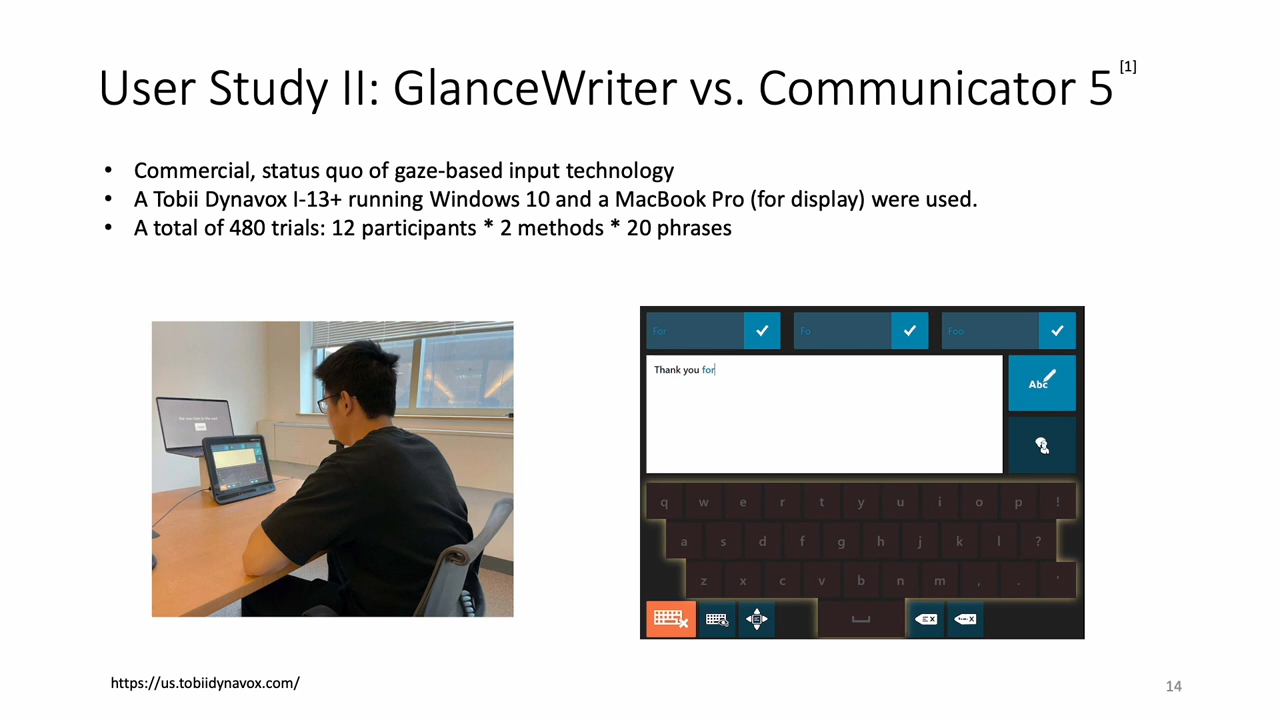 User Study II: GlanceWriter vs. Communicator 5 [1]
• Commercial, status quo of gaze-based input technology
• A Tobii Dynavox I-13+ running Windows 10 and a MacBook Pro (for display) were used.
• A total of 480 trials: 12 participants * 2 methods * 20 phrases
For
Fo
Foo
Thank you for
Abc
q w e r t y u i o p !
a s d f g h j k l ?
z x c v b n m , . '
https://us.tobiidynavox.com/
14